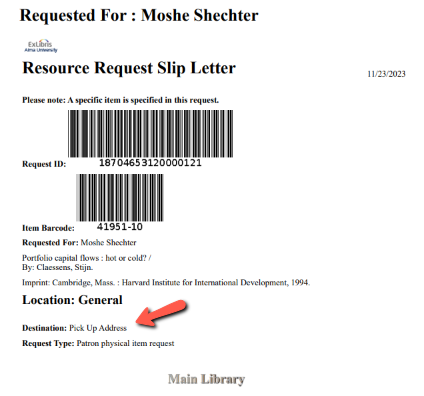 Requested For : Moshe Shechter
ExLibris
Alma University
Resource Request Slip Letter
11/23/2023
Please note: A specific item is specified in this request.
Request ID: 18704653120000121
Item Barcode: 41951-10
Requested For: Moshe Shechter
Portfolio capital flows : hot or cold? /
By: Claessens, Stijn.
Imprint: Cambridge, Mass. : Harvard Institute for International Development, 1994.
Location: General
Destination: Pick Up Address
Request Type: Patron physical item request
Main Library